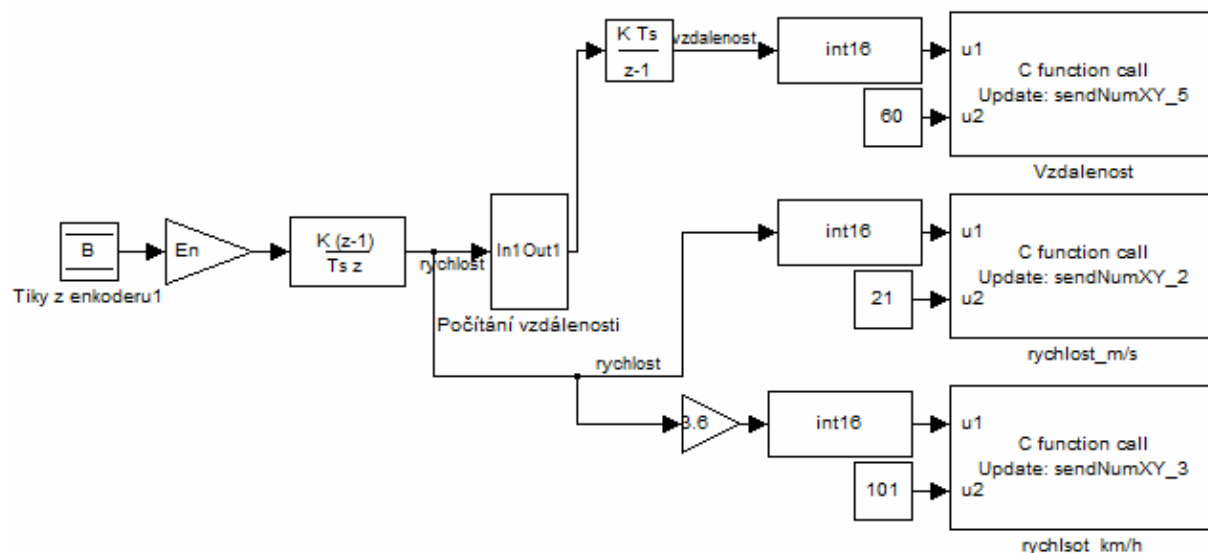 K Ts
z-1
vzdalenost
int16
u1
C function call
Update: sendNumXY_5
60
u2
Vzdalenost
B
En
K (z-1)
Ts z
rychlost
In1Out1
int16
u1
C function call
Update: sendNumXY_2
21
u2
Tiky z enkoderu1
Počítání vzdálenosti
rychlost
rychlost_m/s
3.6
int16
u1
C function call
Update: sendNumXY_3
101
u2
rychlsot_km/h